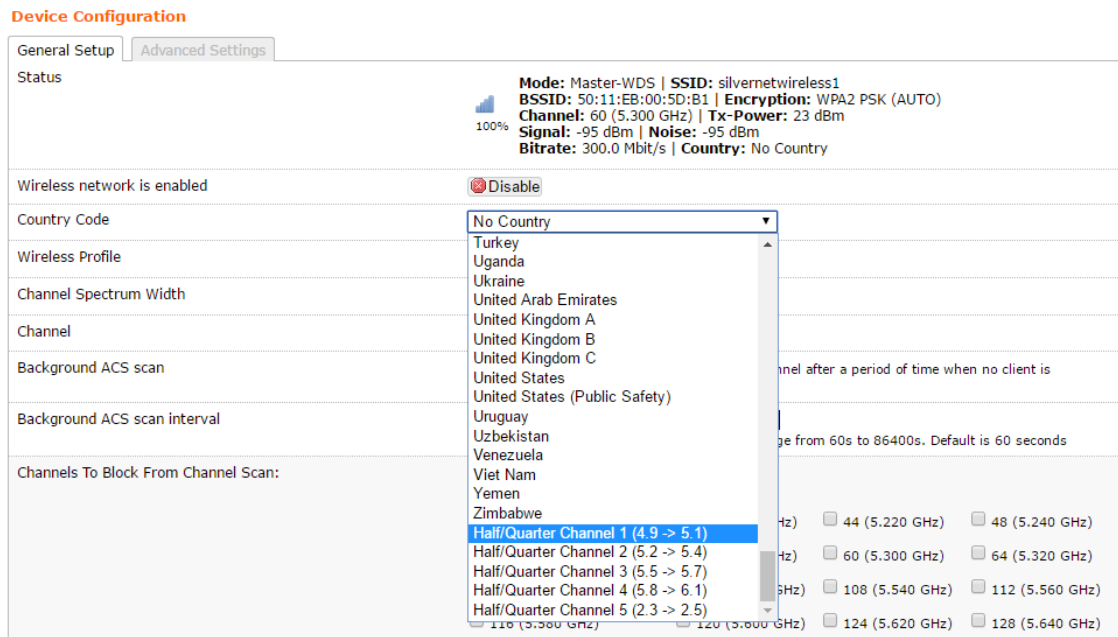 Device Configuration
General Setup
Advanced Settings
Status
100%
Mode: Master-WDS | SSID: silvernetwireless1
BSSID: 50:11:EB:00:5D:B1 | Encryption: WPA2 PSK (AUTO)
Channel: 60 (5.300 GHz) | Tx-Power: 23 dBm
Signal: -95 dBm | Noise: -95 dBm
Bitrate: 300.0 Mbit/s | Country: No Country
Wireless network is enabled
Disable
Country Code
No Country
Wireless Profile
Channel Spectrum Width
Channel
Background ACS scan
Background ACS scan interval
Channels To Block From Channel Scan:
Turkey
Uganda
Ukraine
United Arab Emirates
United Kingdom A
United Kingdom B
United Kingdom C
United States
United States (Public Safety)
Uruguay
Uzbekistan
Venezuela
Viet Nam
Yemen
Zimbabwe
Half/Quarter Channel 1 (4.9 -> 5.1)
Half/Quarter Channel 2 (5.2 -> 5.4)
Half/Quarter Channel 3 (5.5 -> 5.7)
Half/Quarter Channel 4 (5.8 -> 6.1)
Half/Quarter Channel 5 (2.3 -> 2.5)
after a period of time when no client is
from 60s to 86400s. Default is 60 seconds
44 (5.220 GHz) 48 (5.240 GHz)
60 (5.300 GHz) 64 (5.320 GHz)
108 (5.540 GHz) 112 (5.560 GHz)
116 (5.580 GHz) 120 (5.600 GHz) 124 (5.620 GHz) 128 (5.640 GHz)